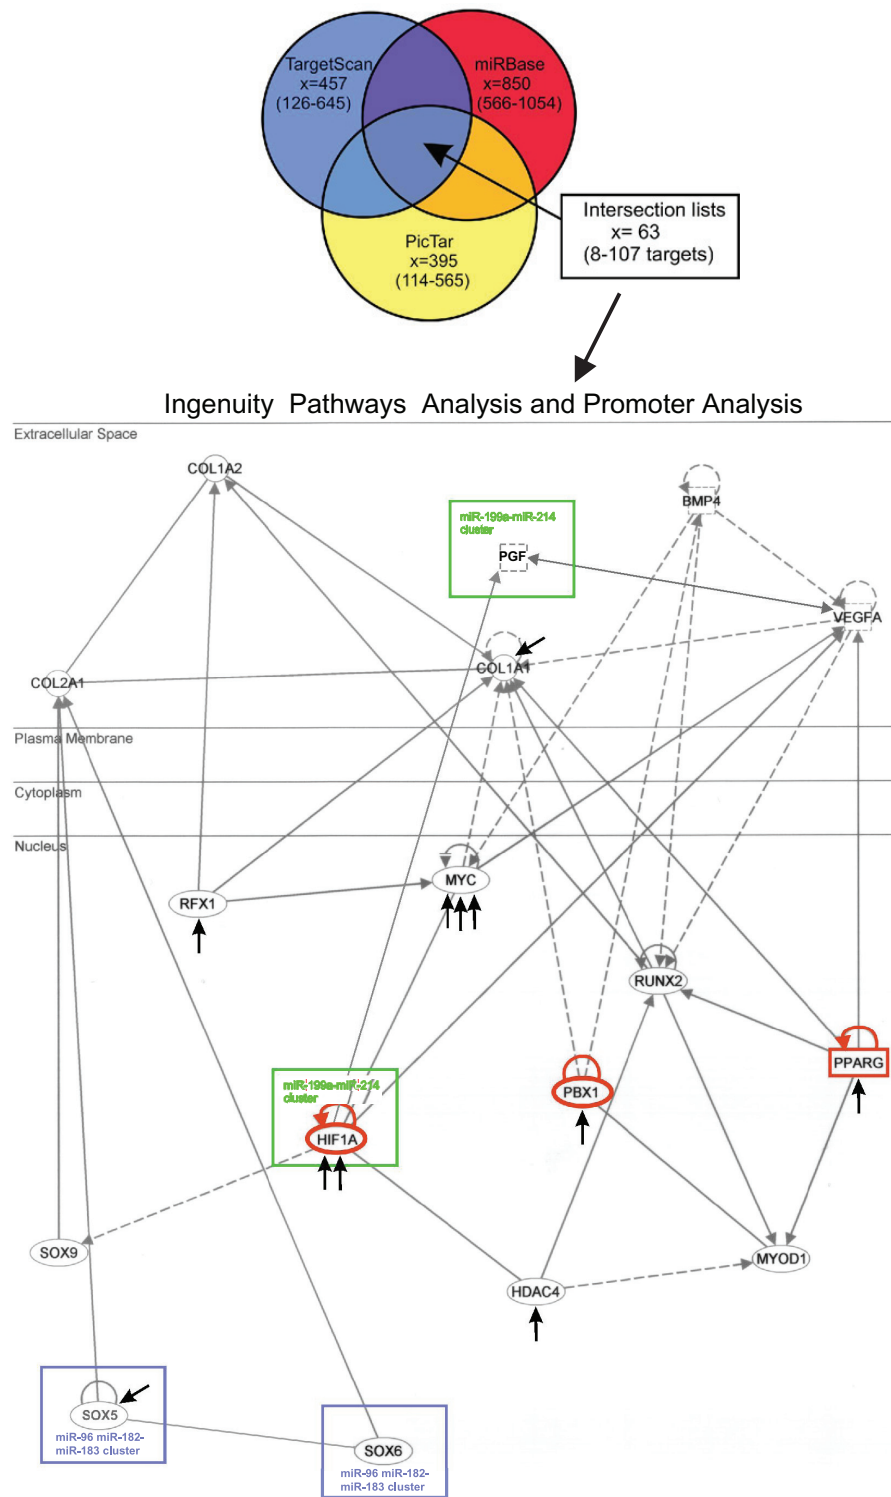 TargetScan
x=457
(126-645)
miRBase
x=850
(566-1054)
PicTar
x=395
(114-565)
Intersection lists
x= 63
(8-107 targets)
Ingenuity Pathways Analysis and Promoter Analysis
Extracellular Space
COL1A2
BMP4
miR-199a-miR-214
cluster
PGF
VEGFA
COL1A1
COL2A1
Plasma Membrane
Cytoplasm
Nucleus
MYC
RFX1
RUNX2
PPARG
miR-199a-miR-214
cluster
PBX1
HIF1A
SOX9
MYOD1
HDAC4
SOX5
miR-96 miR-182-
miR-183 cluster
SOX6
miR-96 miR-182-
miR-183 cluster